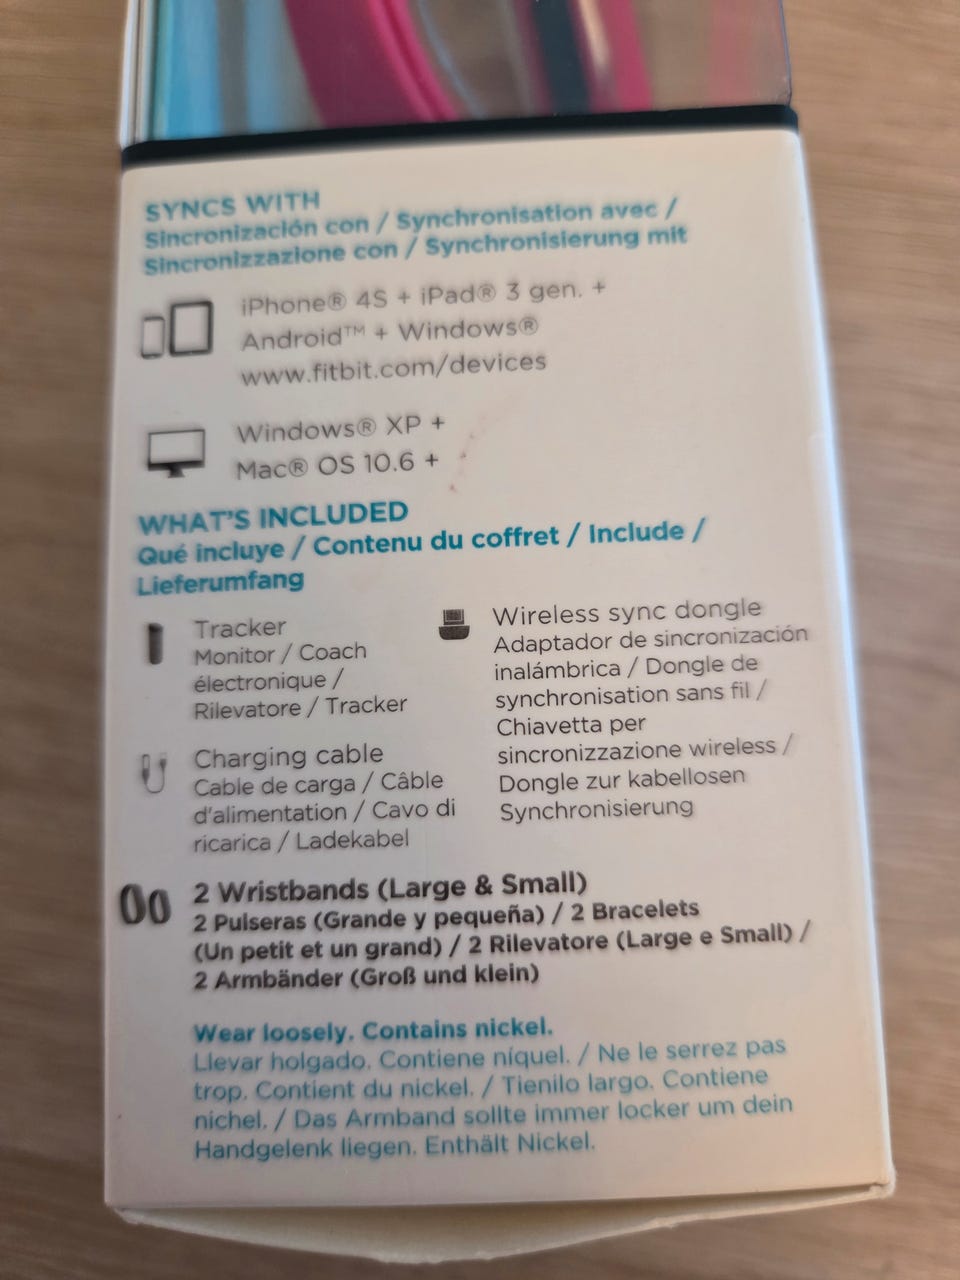 SYNCS WITH
Sincronización con / Synchronisation avec /
Sincronizzazione con / Synchronisierung mit
iPhone® 4S + iPad® 3 gen. +
Android™ + Windows®
www.fitbit.com/devices
Windows® XP +
Mac® OS 10.6 +
WHAT'S INCLUDED
Qué incluye / Contenu du coffret / Include /
Lieferumfang
Tracker
Monitor / Coach
électronique /
Rilevatore / Tracker
Charging cable
Cable de carga / Câble
d'alimentation / Cavo di
ricarica / Ladekabel
Wireless sync dongle
Adaptador de sincronización
inalámbrica / Dongle de
synchronisation sans fil /
Chiavetta per
sincronizzazione wireless /
Dongle zur kabellosen
Synchronisierung
2 Wristbands (Large & Small)
2 Pulseras (Grande y pequeña) / 2 Bracelets
(Un petit et un grand) / 2 Rilevatore (Large e Small) /
2 Armbänder (Groß und klein)
Wear loosely. Contains nickel.
Llevar holgado. Contiene níquel. / Ne le serrez pas
trop. Contient du nickel. / Tienilo largo. Contiene
nichel. / Das Armband sollte immer locker um dein
Handgelenk liegen. Enthält Nickel.